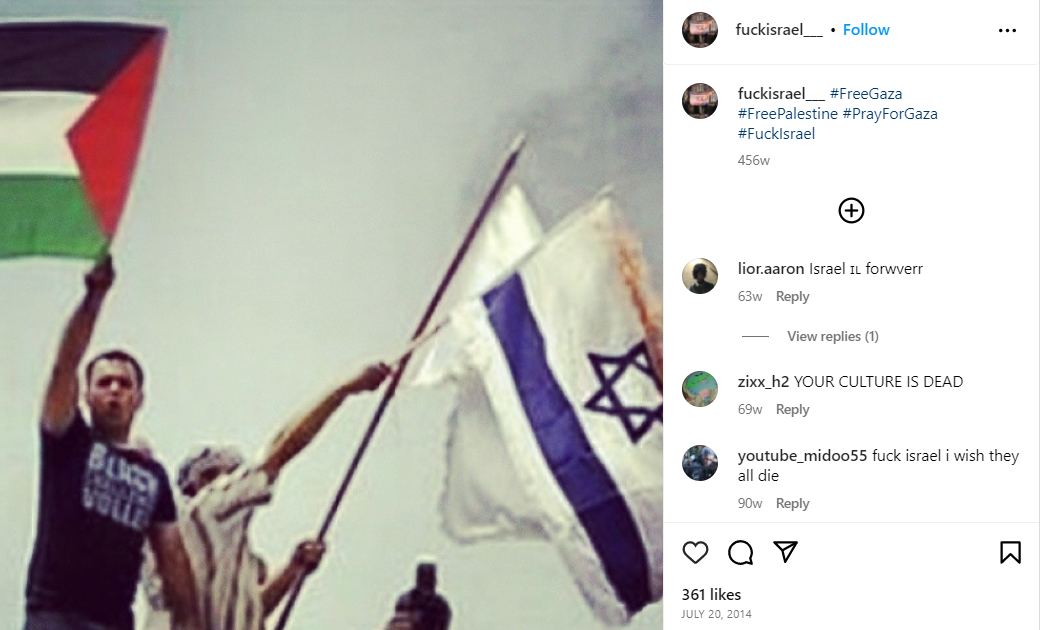 fuckisrael___ • Follow
fuckisrael___ #FreeGaza
#FreePalestine #PrayForGaza
#FuckIsrael
456w
lior.aaron Israel 🇮🇱 forwverr
63w Reply
View replies (1)
zixx_h2 YOUR CULTURE IS DEAD
69w Reply
youtube_midoo55 fuck israel i wish they
all die
90w Reply
361 likes
JULY 20, 2014